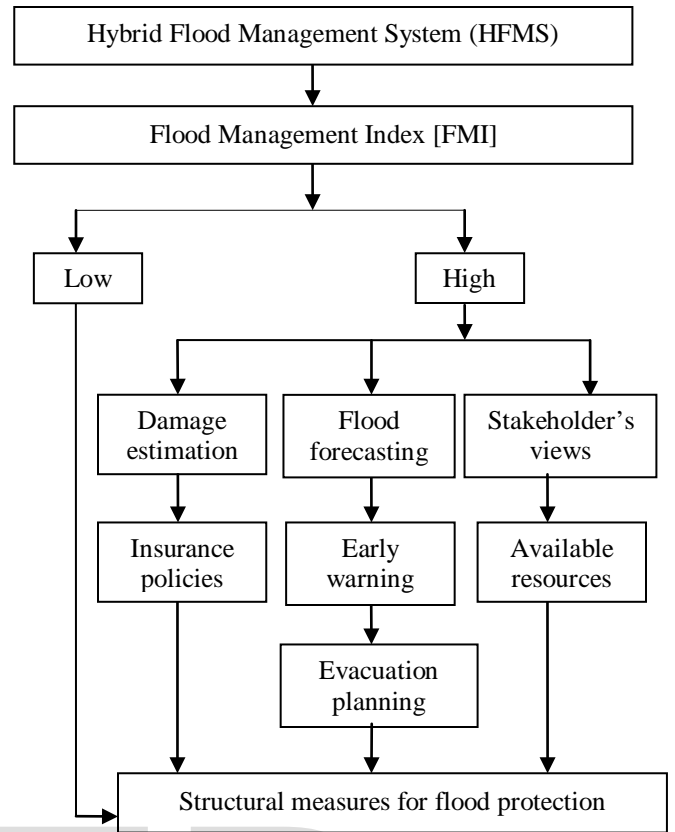 Hybrid Flood Management System (HFMS)
Flood Management Index [FMI]
Low
High
Damage
estimation
Flood
forecasting
Stakeholder’s
views
Insurance
policies
Early
warning
Available
resources
Evacuation
planning
Structural measures for flood protection